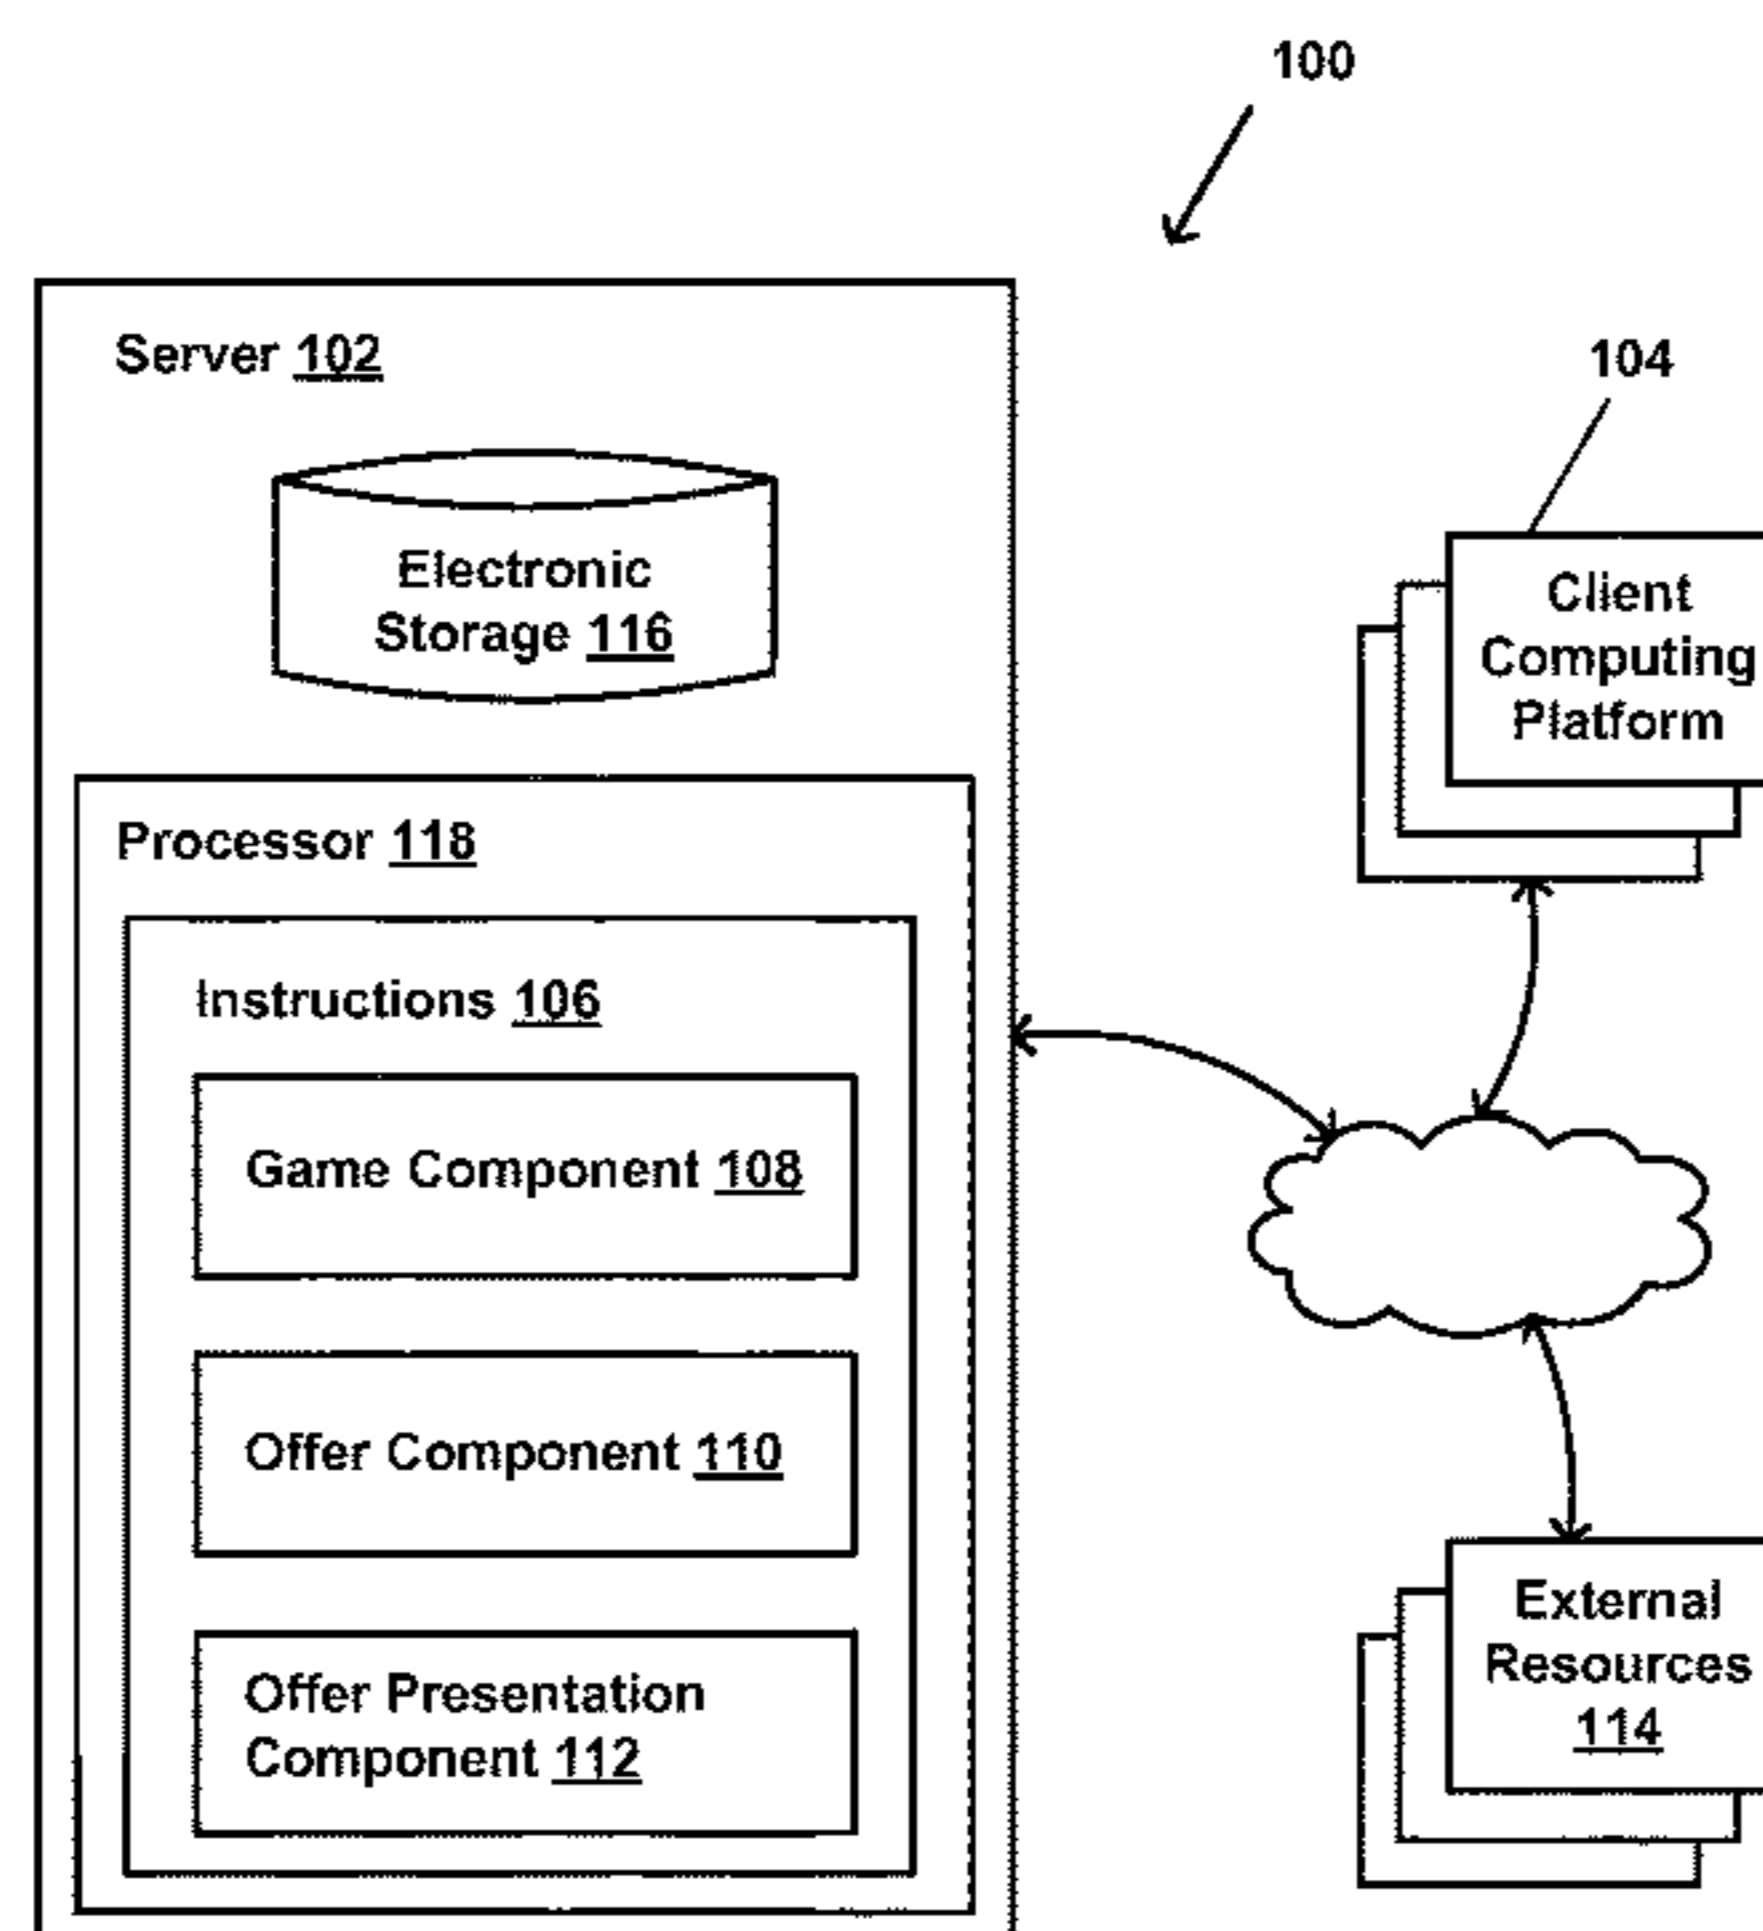 100
Server 102
104
Electronic
Storage 116
Client
Computing
Platform
Processor 118
Instructions 106
Game Component 108
Offer Component 110
Offer Presentation
Component 112
External
Resources
114